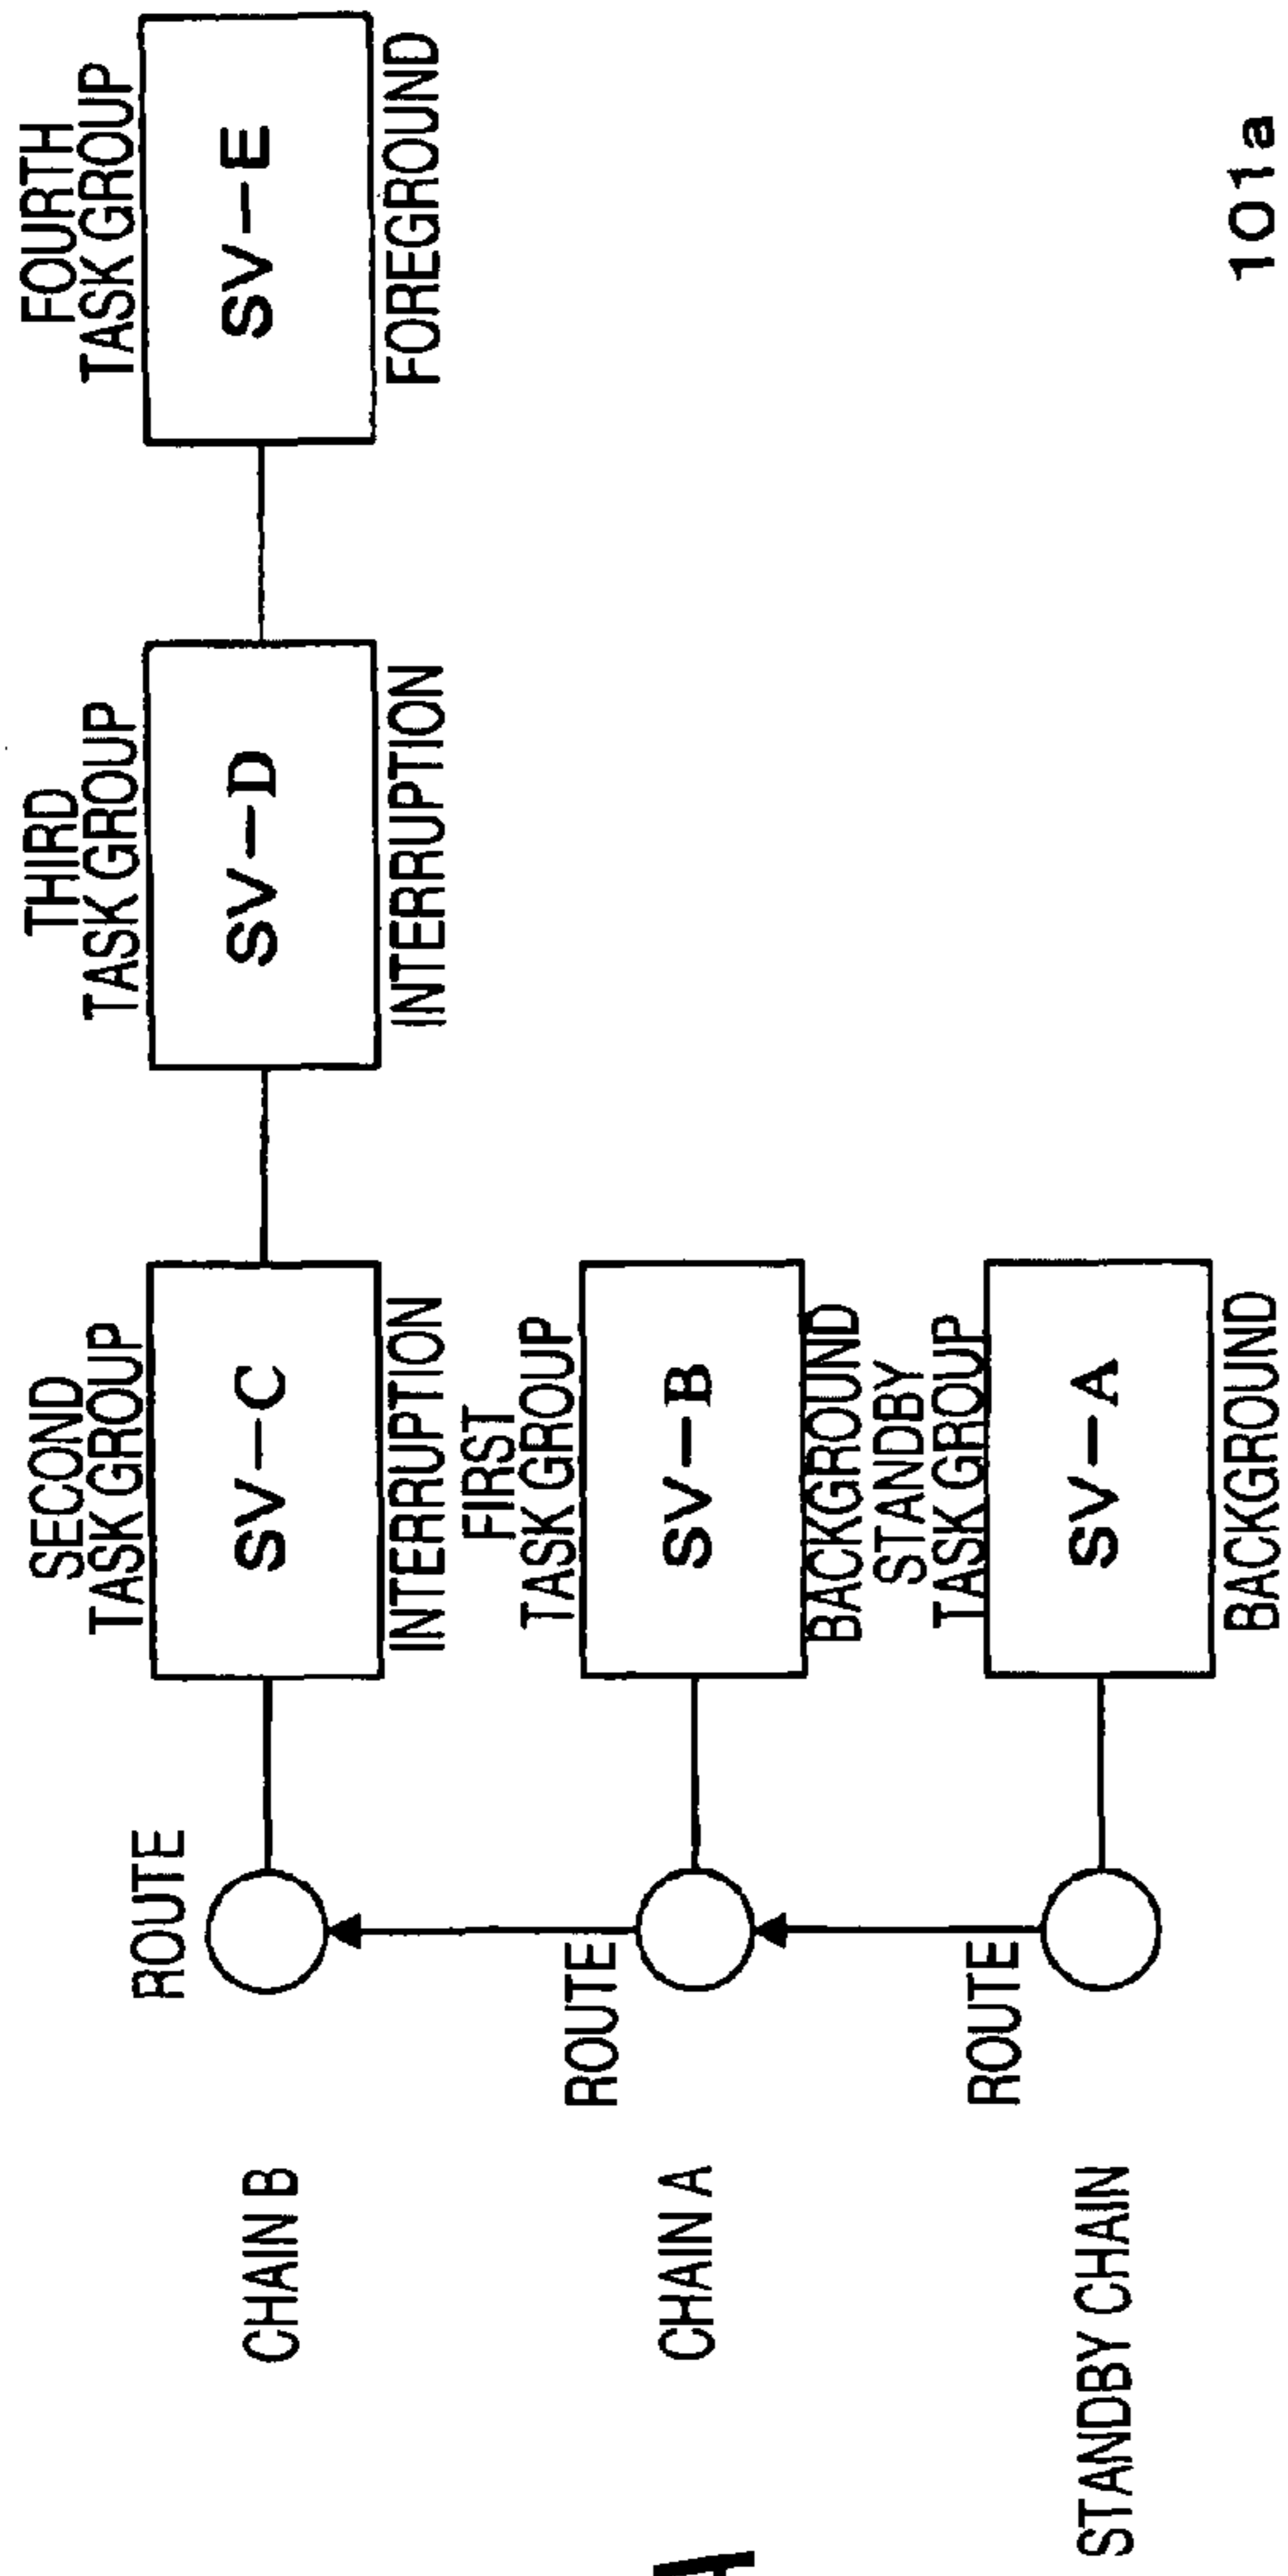 SECOND
TASK GROUP
THIRD
TASK GROUP
FOURTH
TASK GROUP
ROUTE
CHAIN B
SV-C
SV-D
SV-E
INTERRUPTION
INTERRUPTION
FOREGROUND
FIRST
TASK GROUP
ROUTE
CHAIN A
SV-B
BACKGROUND
STANDBY
TASK GROUP
ROUTE
STANDBY CHAIN
SV-A
BACKGROUND
101a